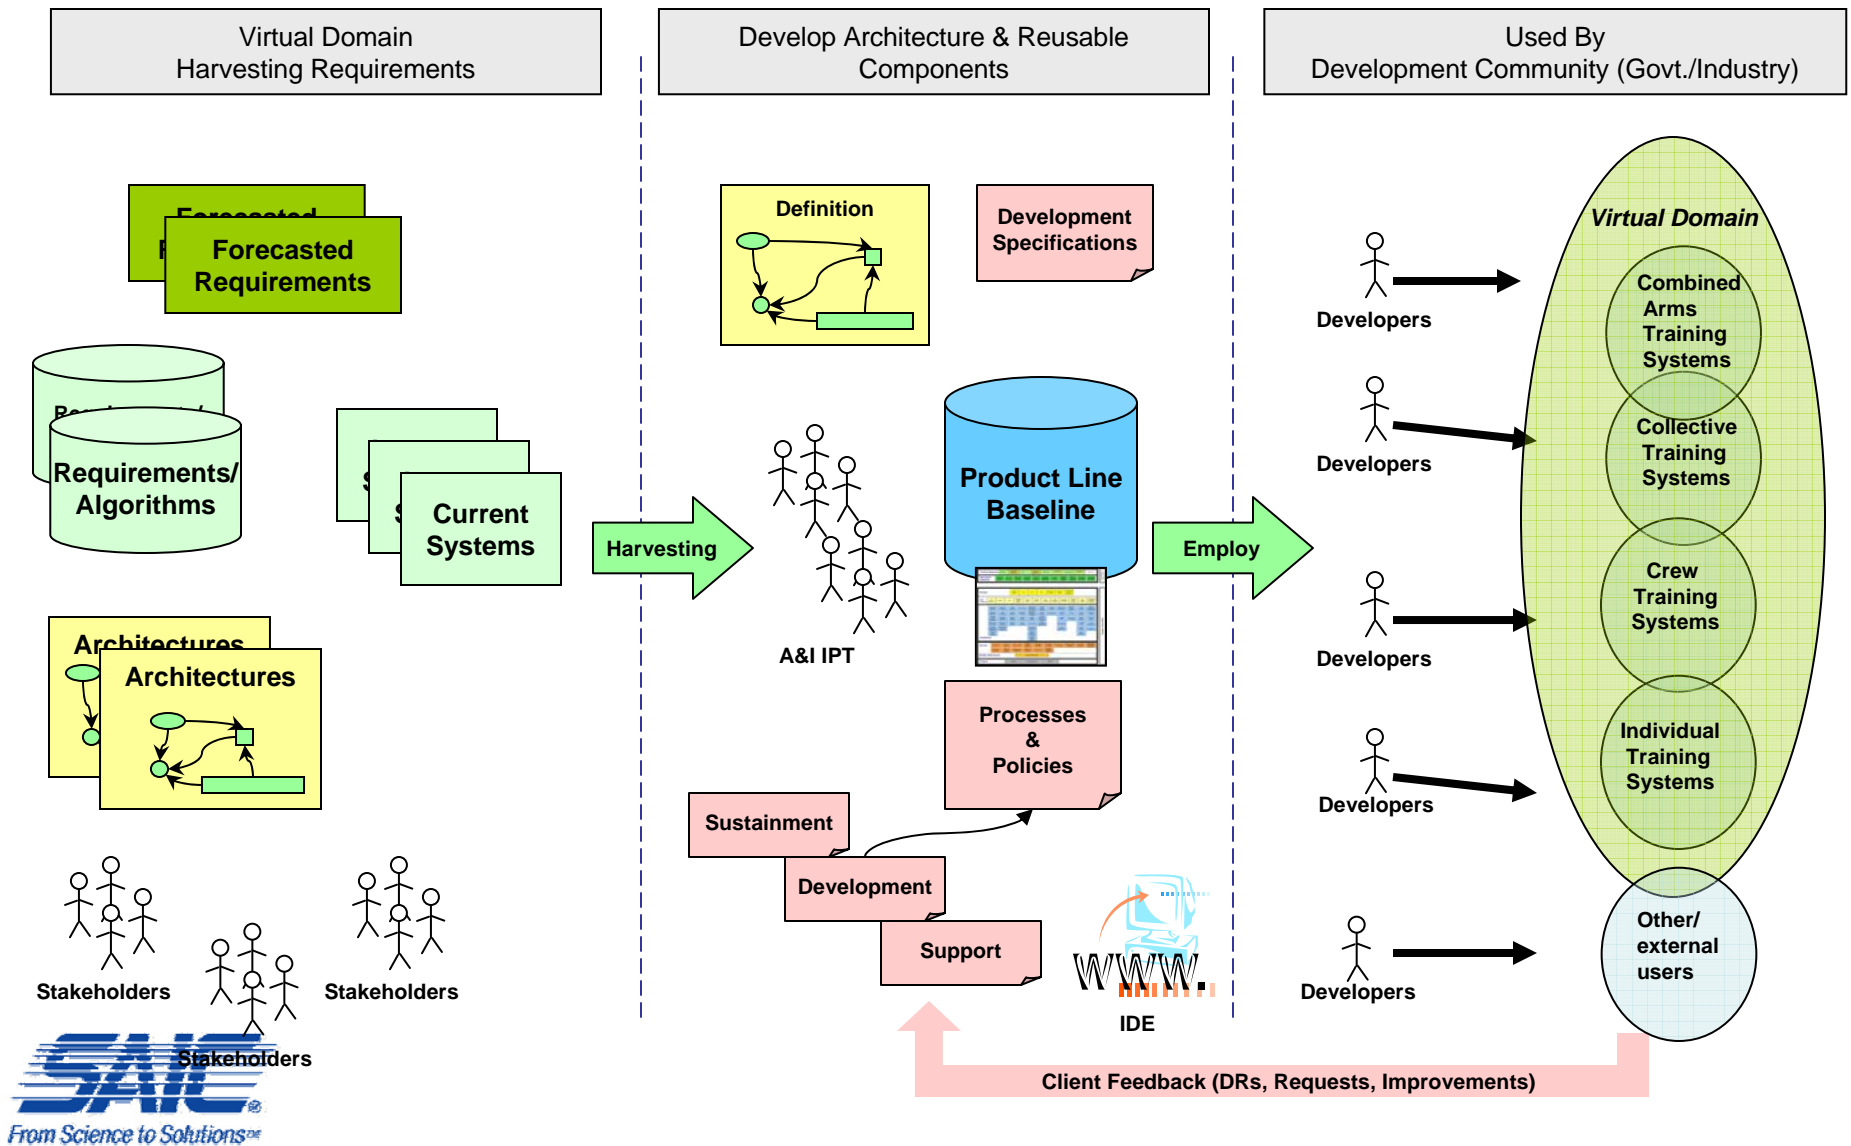 Virtual Domain
Harvesting Requirements
Develop Architecture & Reusable
Components
Used By
Development Community (Govt./Industry)
Forecasted
Forecasted
Requirements
Requirements/
Algorithms
Current
Systems
Architectures
Architectures
Stakeholders
Stakeholders
Stakeholders
SAIC®
From Science to Solutions
Harvesting
Definition
Development
Specifications
A&I IPT
Product Line
Baseline
Processes
&
Policies
Sustainment
Development
Support
WWW.
IDE
Employ
Developers
Developers
Developers
Developers
Developers
Virtual Domain
Combined
Arms
Training
Systems
Collective
Training
Systems
Crew
Training
Systems
Individual
Training
Systems
Other/
external
users
Client Feedback (DRs, Requests, Improvements)